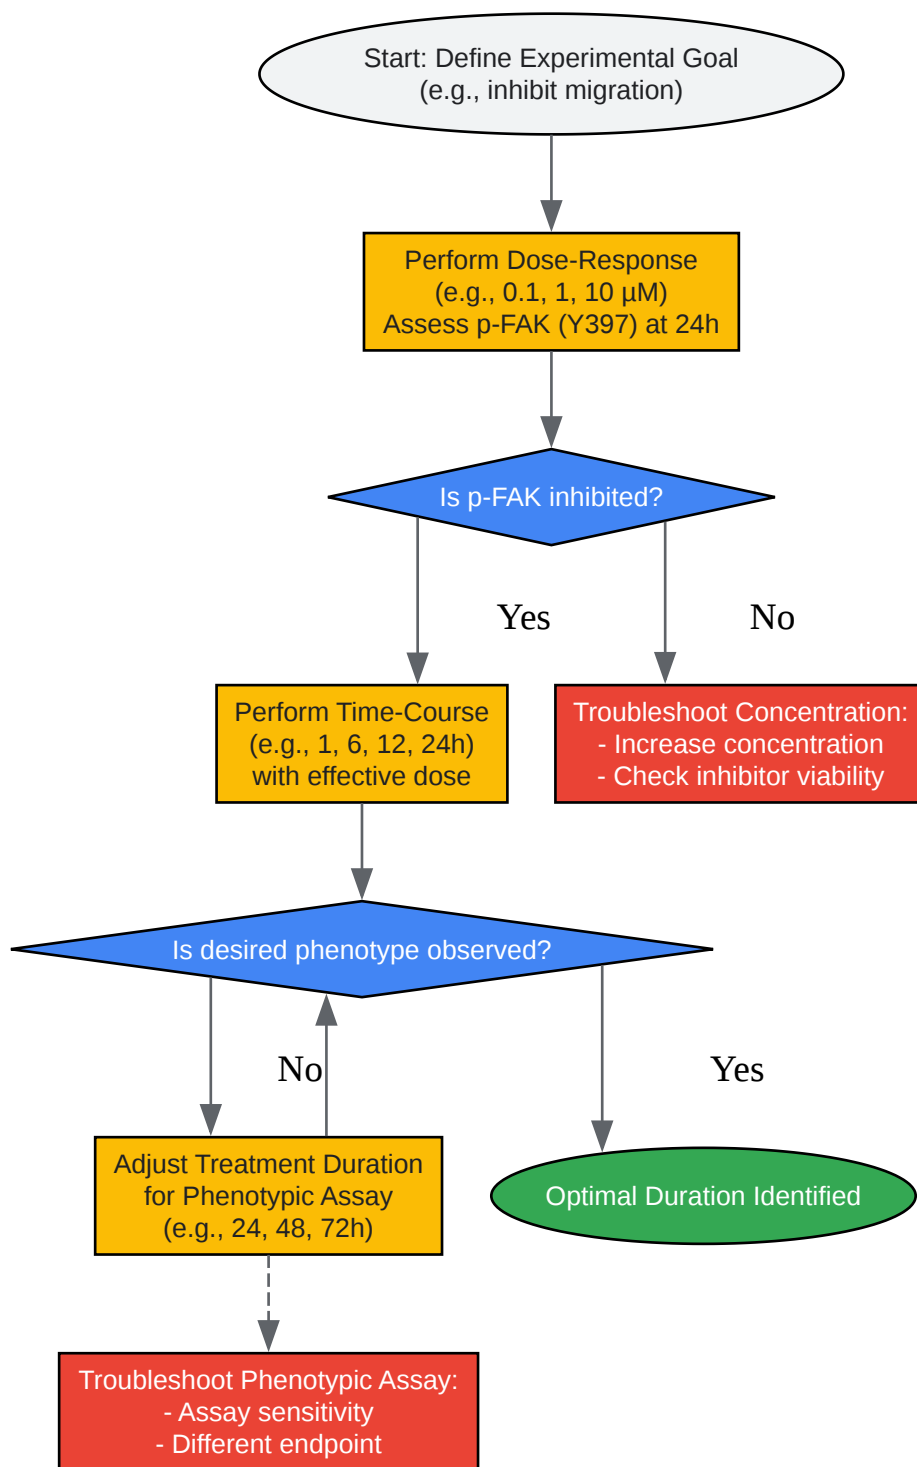 Start: Define Experimental Goal
(e.g., inhibit migration)
Perform Dose-Response
(e.g., 0.1, 1, 10 µM)
Assess p-FAK (Y397) at 24h
Is p-FAK inhibited?
Yes
No
Perform Time-Course
(e.g., 1, 6, 12, 24h)
with effective dose
Troubleshoot Concentration:
- Increase concentration
- Check inhibitor viability
Is desired phenotype observed?
No
Yes
Adjust Treatment Duration
for Phenotypic Assay
(e.g., 24, 48, 72h)
Optimal Duration Identified
Troubleshoot Phenotypic Assay:
- Assay sensitivity
- Different endpoint